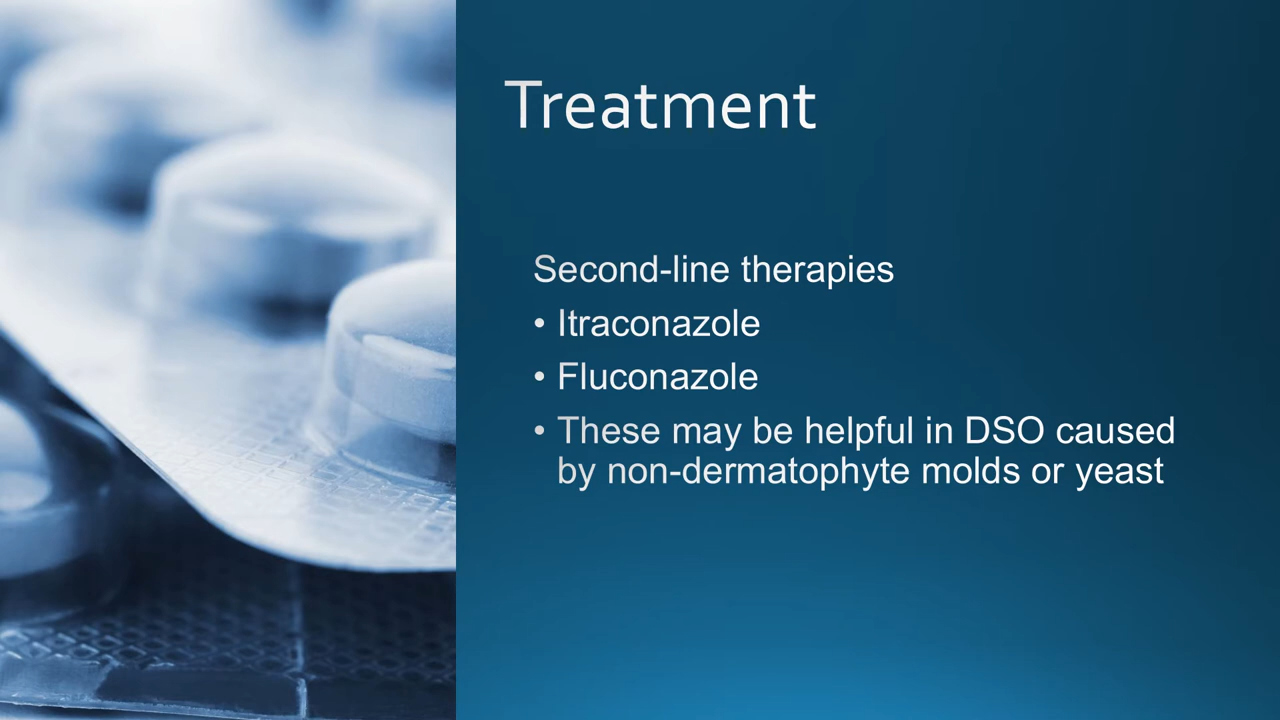 Treatment
Second-line therapies
• Itraconazole
• Fluconazole
• These may be helpful in DSO caused
by non-dermatophyte molds or yeast